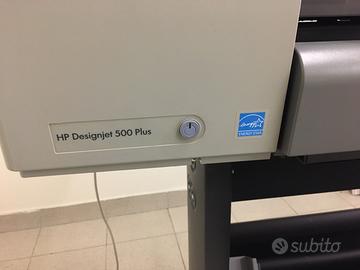 HP Designjet 500 Plus
energy
ENERGY STAR
subito